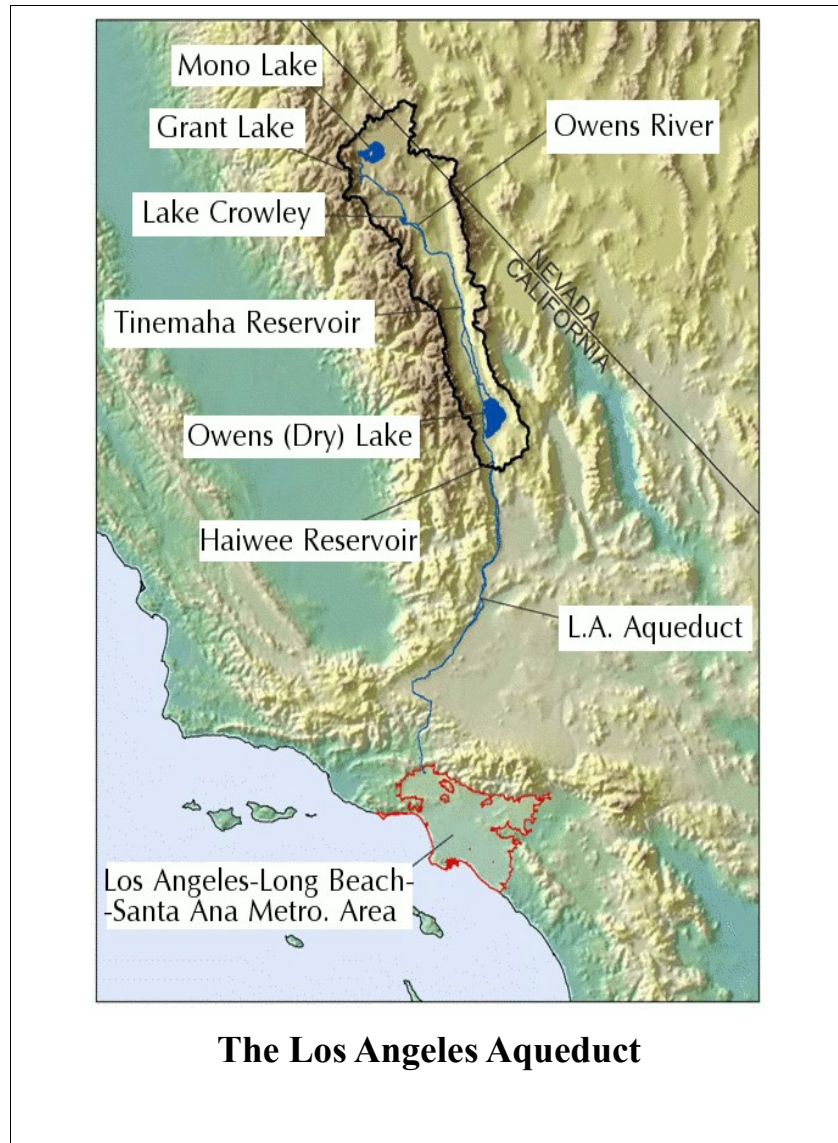 Mono Lake
Grant Lake
Owens River
Lake Crowley
NEVADA
CALIFORNIA
Tinemaha Reservoir
Owens (Dry) Lake
Haiwee Reservoir
L.A. Aqueduct
Los Angeles-Long Beach-
-Santa Ana Metro. Area
The Los Angeles Aqueduct